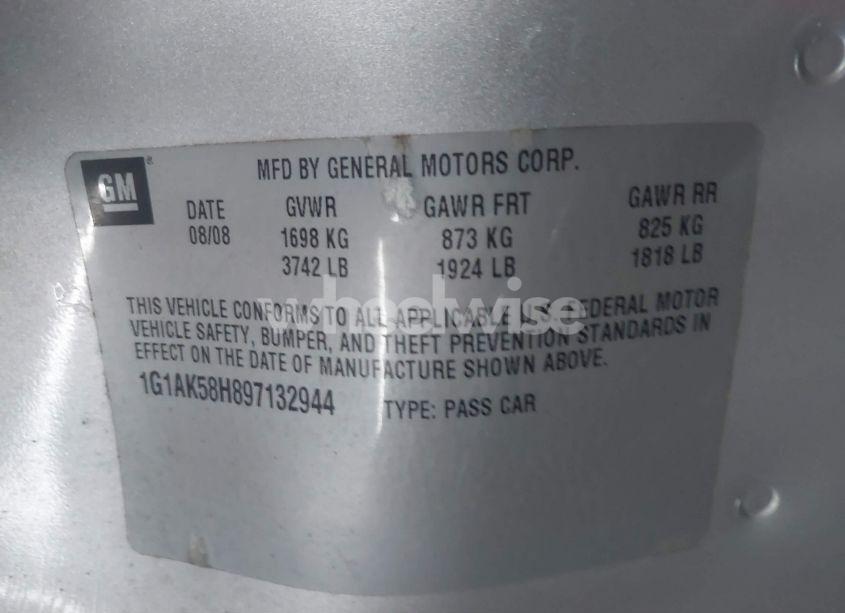 GM
MFD BY GENERAL MOTORS CORP.
DATE GVWR GAWR FRT GAWR RR
08/08 1698 KG 873 KG 825 KG
3742 LB 1924 LB 1818 LB
THIS VEHICLE CONFORMS TO ALL APPLICABLE U.S. FEDERAL MOTOR
VEHICLE SAFETY, BUMPER, AND THEFT PREVENTION STANDARDS IN
EFFECT ON THE DATE OF MANUFACTURE SHOWN ABOVE.
1G1AK58H897132944 TYPE: PASS CAR
wheelwise